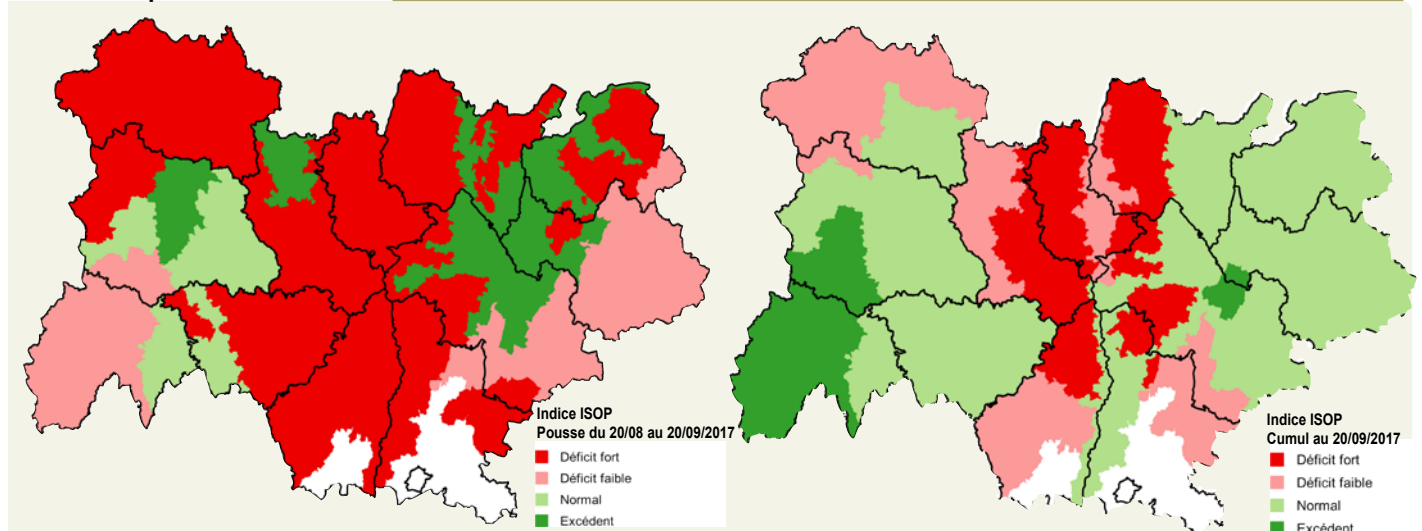 Indice ISOP
Pousse du 20/08 au 20/09/2017
Déficit fort
Déficit faible
Normal
Excédent
Indice ISOP
Cumul au 20/09/2017
Déficit fort
Déficit faible
Normal
Excédent